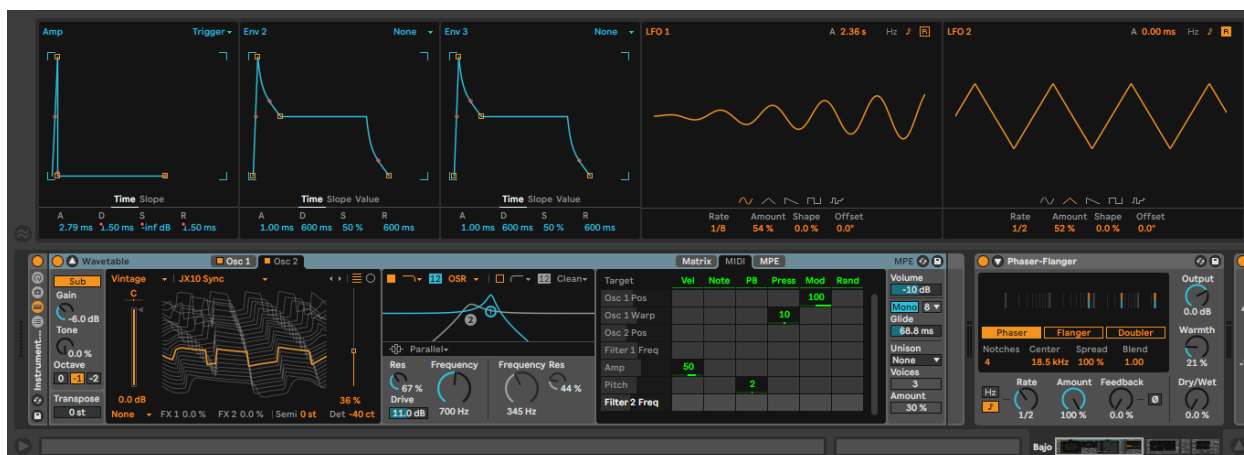 Amp Trigger Env 2 None Env 3 None LFO 1 A 2.36 s Hz R LFO 2 A 0.00 ms Hz R
Time Slope Time Slope Value Time Slope Value
A D S R A D S R A D S R Rate Amount Shape Offset Rate Amount Shape Offset
2.79 ms 1.50 ms -inf dB 1.50 ms 1.00 ms 600 ms 50 % 600 ms 1.00 ms 600 ms 50 % 600 ms 1/8 54 % 0.0 % 0.0° 1/2 52 % 0.0 % 0.0°
Instrument...
Wavetable Osc 1 Osc 2 Matrix MIDI MPE MPE
Sub
Gain
-6.0 dB
Tone
0.0 %
Octave
0 -1 -2
Transpose
0 st
Vintage JX10 Sync
C
0.0 dB 36 %
None FX 1 0.0 % FX 2 0.0 % Semi 0 st Det -40 ct
12 OSR 12 Clean
1
2
Parallel
Res Frequency Frequency Res
67 % 44 %
Drive
11.0 dB 700 Hz 345 Hz
Target Vel Note PB Press Mod Rand
Osc 1 Pos 100
Osc 1 Warp 10
Osc 2 Pos
Filter 1 Freq
Amp 50
Pitch 2
Filter 2 Freq
Volume
-10 dB
Mono 8
Glide
68.8 ms
Unison
None
Voices
3
Amount
30 %
Phaser-Flanger
Output
0.0 dB
Phaser Flanger Doubler
Warmth
21 %
Notches Center Spread Blend
4 18.5 kHz 100 % 1.00
Hz Rate Amount Feedback Ø Dry/Wet
1/2 100 % 0.0 % 0.0 %
Bajo